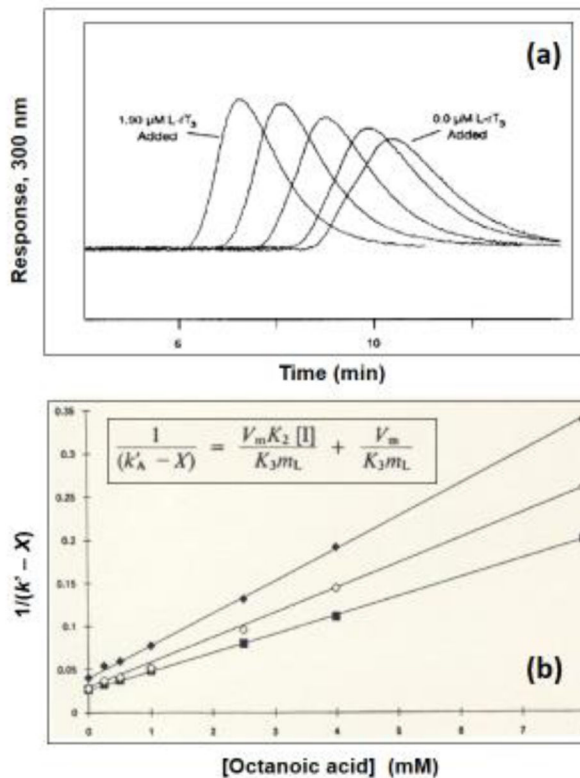 (a)
1.90 µM L-rT3
Added
0.0 µM L-rT3
Added
Response, 300 nm
6
10
Time (min)
0.35
0.3
0.25
0.2
0.15
0.1
0.05
0
1/(k'A − X) = VmK2 [I]/K3mL + Vm/K3mL
1/(k' − X)
(b)
0 1 2 3 4 5 6 7
[Octanoic acid] (mM)